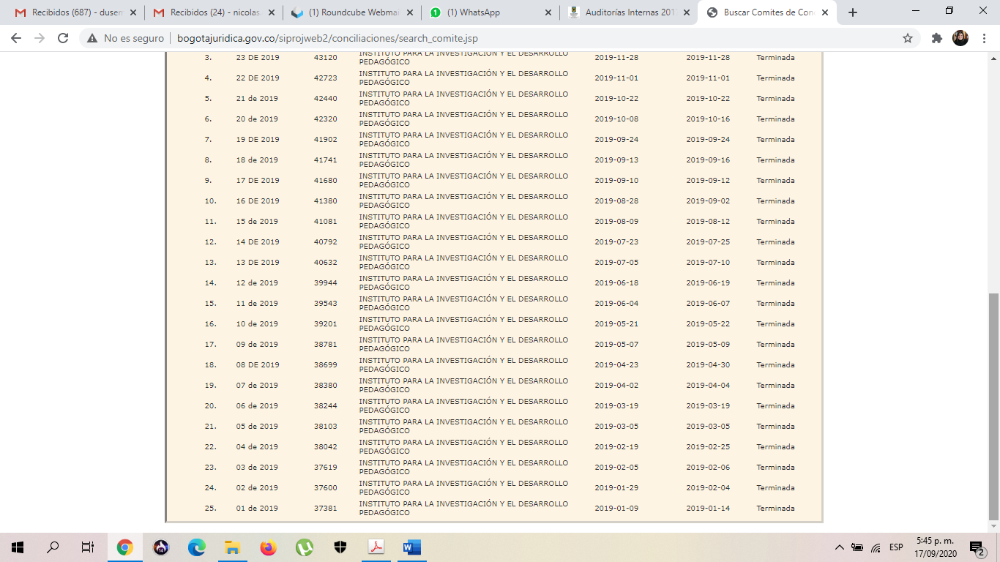 Recibidos (687) - dusem
Recibidos (24) - nicolas.
(1) Roundcube Webmai
(1) WhatsApp
Auditorías Internas 201
Buscar Comites de Con
No es seguro bogotajuridica.gov.co/siprojweb2/conciliaciones/search_comite.jsp
3. 23 DE 2019 43120 INSTITUTO PARA LA INVESTIGACIÓN Y EL DESARROLLO 2019-11-28 2019-11-28 Terminada
PEDAGÓGICO
4. 22 DE 2019 42723 INSTITUTO PARA LA INVESTIGACIÓN Y EL DESARROLLO 2019-11-01 2019-11-01 Terminada
PEDAGÓGICO
5. 21 de 2019 42440 INSTITUTO PARA LA INVESTIGACIÓN Y EL DESARROLLO 2019-10-22 2019-10-22 Terminada
PEDAGÓGICO
6. 20 de 2019 42320 INSTITUTO PARA LA INVESTIGACIÓN Y EL DESARROLLO 2019-10-08 2019-10-16 Terminada
PEDAGÓGICO
7. 19 DE 2019 41902 INSTITUTO PARA LA INVESTIGACIÓN Y EL DESARROLLO 2019-09-24 2019-09-24 Terminada
PEDAGÓGICO
8. 18 de 2019 41741 INSTITUTO PARA LA INVESTIGACIÓN Y EL DESARROLLO 2019-09-13 2019-09-16 Terminada
PEDAGÓGICO
9. 17 DE 2019 41680 INSTITUTO PARA LA INVESTIGACIÓN Y EL DESARROLLO 2019-09-10 2019-09-12 Terminada
PEDAGÓGICO
10. 16 DE 2019 41380 INSTITUTO PARA LA INVESTIGACIÓN Y EL DESARROLLO 2019-08-28 2019-09-02 Terminada
PEDAGÓGICO
11. 15 de 2019 41081 INSTITUTO PARA LA INVESTIGACIÓN Y EL DESARROLLO 2019-08-09 2019-08-12 Terminada
PEDAGÓGICO
12. 14 DE 2019 40792 INSTITUTO PARA LA INVESTIGACIÓN Y EL DESARROLLO 2019-07-23 2019-07-25 Terminada
PEDAGÓGICO
13. 13 DE 2019 40632 INSTITUTO PARA LA INVESTIGACIÓN Y EL DESARROLLO 2019-07-05 2019-07-10 Terminada
PEDAGÓGICO
14. 12 de 2019 39944 INSTITUTO PARA LA INVESTIGACIÓN Y EL DESARROLLO 2019-06-18 2019-06-19 Terminada
PEDAGÓGICO
15. 11 de 2019 39543 INSTITUTO PARA LA INVESTIGACIÓN Y EL DESARROLLO 2019-06-04 2019-06-07 Terminada
PEDAGÓGICO
16. 10 de 2019 39201 INSTITUTO PARA LA INVESTIGACIÓN Y EL DESARROLLO 2019-05-21 2019-05-22 Terminada
PEDAGÓGICO
17. 09 de 2019 38781 INSTITUTO PARA LA INVESTIGACIÓN Y EL DESARROLLO 2019-05-07 2019-05-09 Terminada
PEDAGÓGICO
18. 08 DE 2019 38699 INSTITUTO PARA LA INVESTIGACIÓN Y EL DESARROLLO 2019-04-23 2019-04-30 Terminada
PEDAGÓGICO
19. 07 de 2019 38380 INSTITUTO PARA LA INVESTIGACIÓN Y EL DESARROLLO 2019-04-02 2019-04-04 Terminada
PEDAGÓGICO
20. 06 de 2019 38244 INSTITUTO PARA LA INVESTIGACIÓN Y EL DESARROLLO 2019-03-19 2019-03-19 Terminada
PEDAGÓGICO
21. 05 de 2019 38103 INSTITUTO PARA LA INVESTIGACIÓN Y EL DESARROLLO 2019-03-05 2019-03-05 Terminada
PEDAGÓGICO
22. 04 de 2019 38042 INSTITUTO PARA LA INVESTIGACIÓN Y EL DESARROLLO 2019-02-19 2019-02-25 Terminada
PEDAGÓGICO
23. 03 de 2019 37619 INSTITUTO PARA LA INVESTIGACIÓN Y EL DESARROLLO 2019-02-05 2019-02-06 Terminada
PEDAGÓGICO
24. 02 de 2019 37600 INSTITUTO PARA LA INVESTIGACIÓN Y EL DESARROLLO 2019-01-29 2019-02-04 Terminada
PEDAGÓGICO
25. 01 de 2019 37381 INSTITUTO PARA LA INVESTIGACIÓN Y EL DESARROLLO 2019-01-09 2019-01-14 Terminada
PEDAGÓGICO
ESP
5:45 p. m.
17/09/2020
2